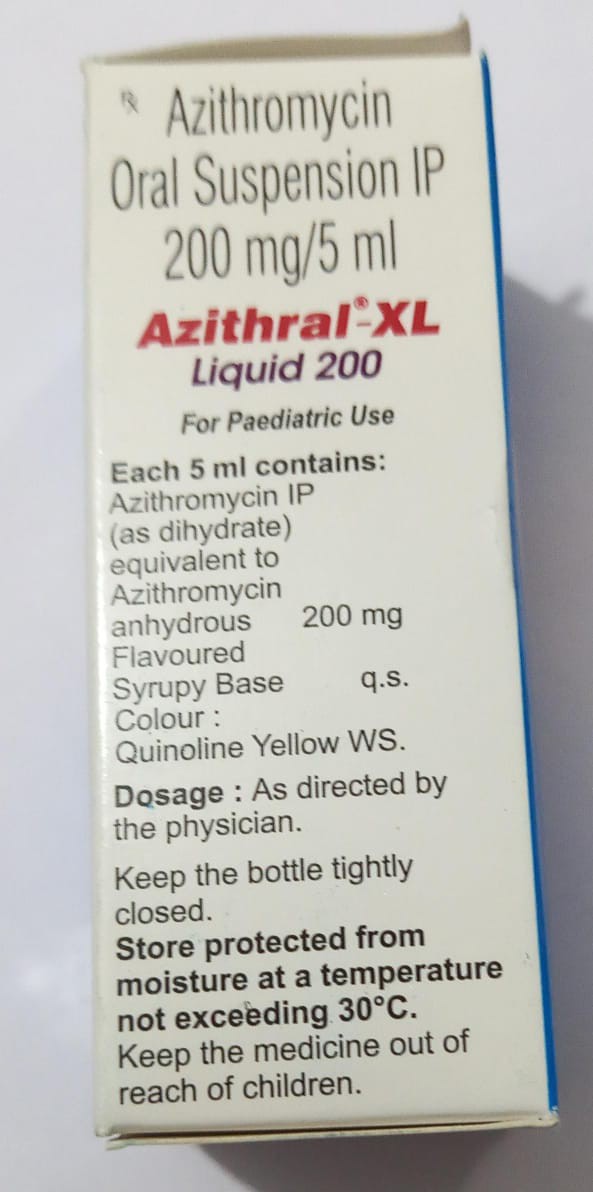 ℞ Azithromycin
Oral Suspension IP
200 mg/5 ml
Azithral®-XL
Liquid 200
For Paediatric Use
Each 5 ml contains:
Azithromycin IP
(as dihydrate)
equivalent to
Azithromycin
anhydrous 200 mg
Flavoured
Syrupy Base q.s.
Colour :
Quinoline Yellow WS.
Dosage : As directed by
the physician.
Keep the bottle tightly
closed.
Store protected from
moisture at a temperature
not exceeding 30°C.
Keep the medicine out of
reach of children.